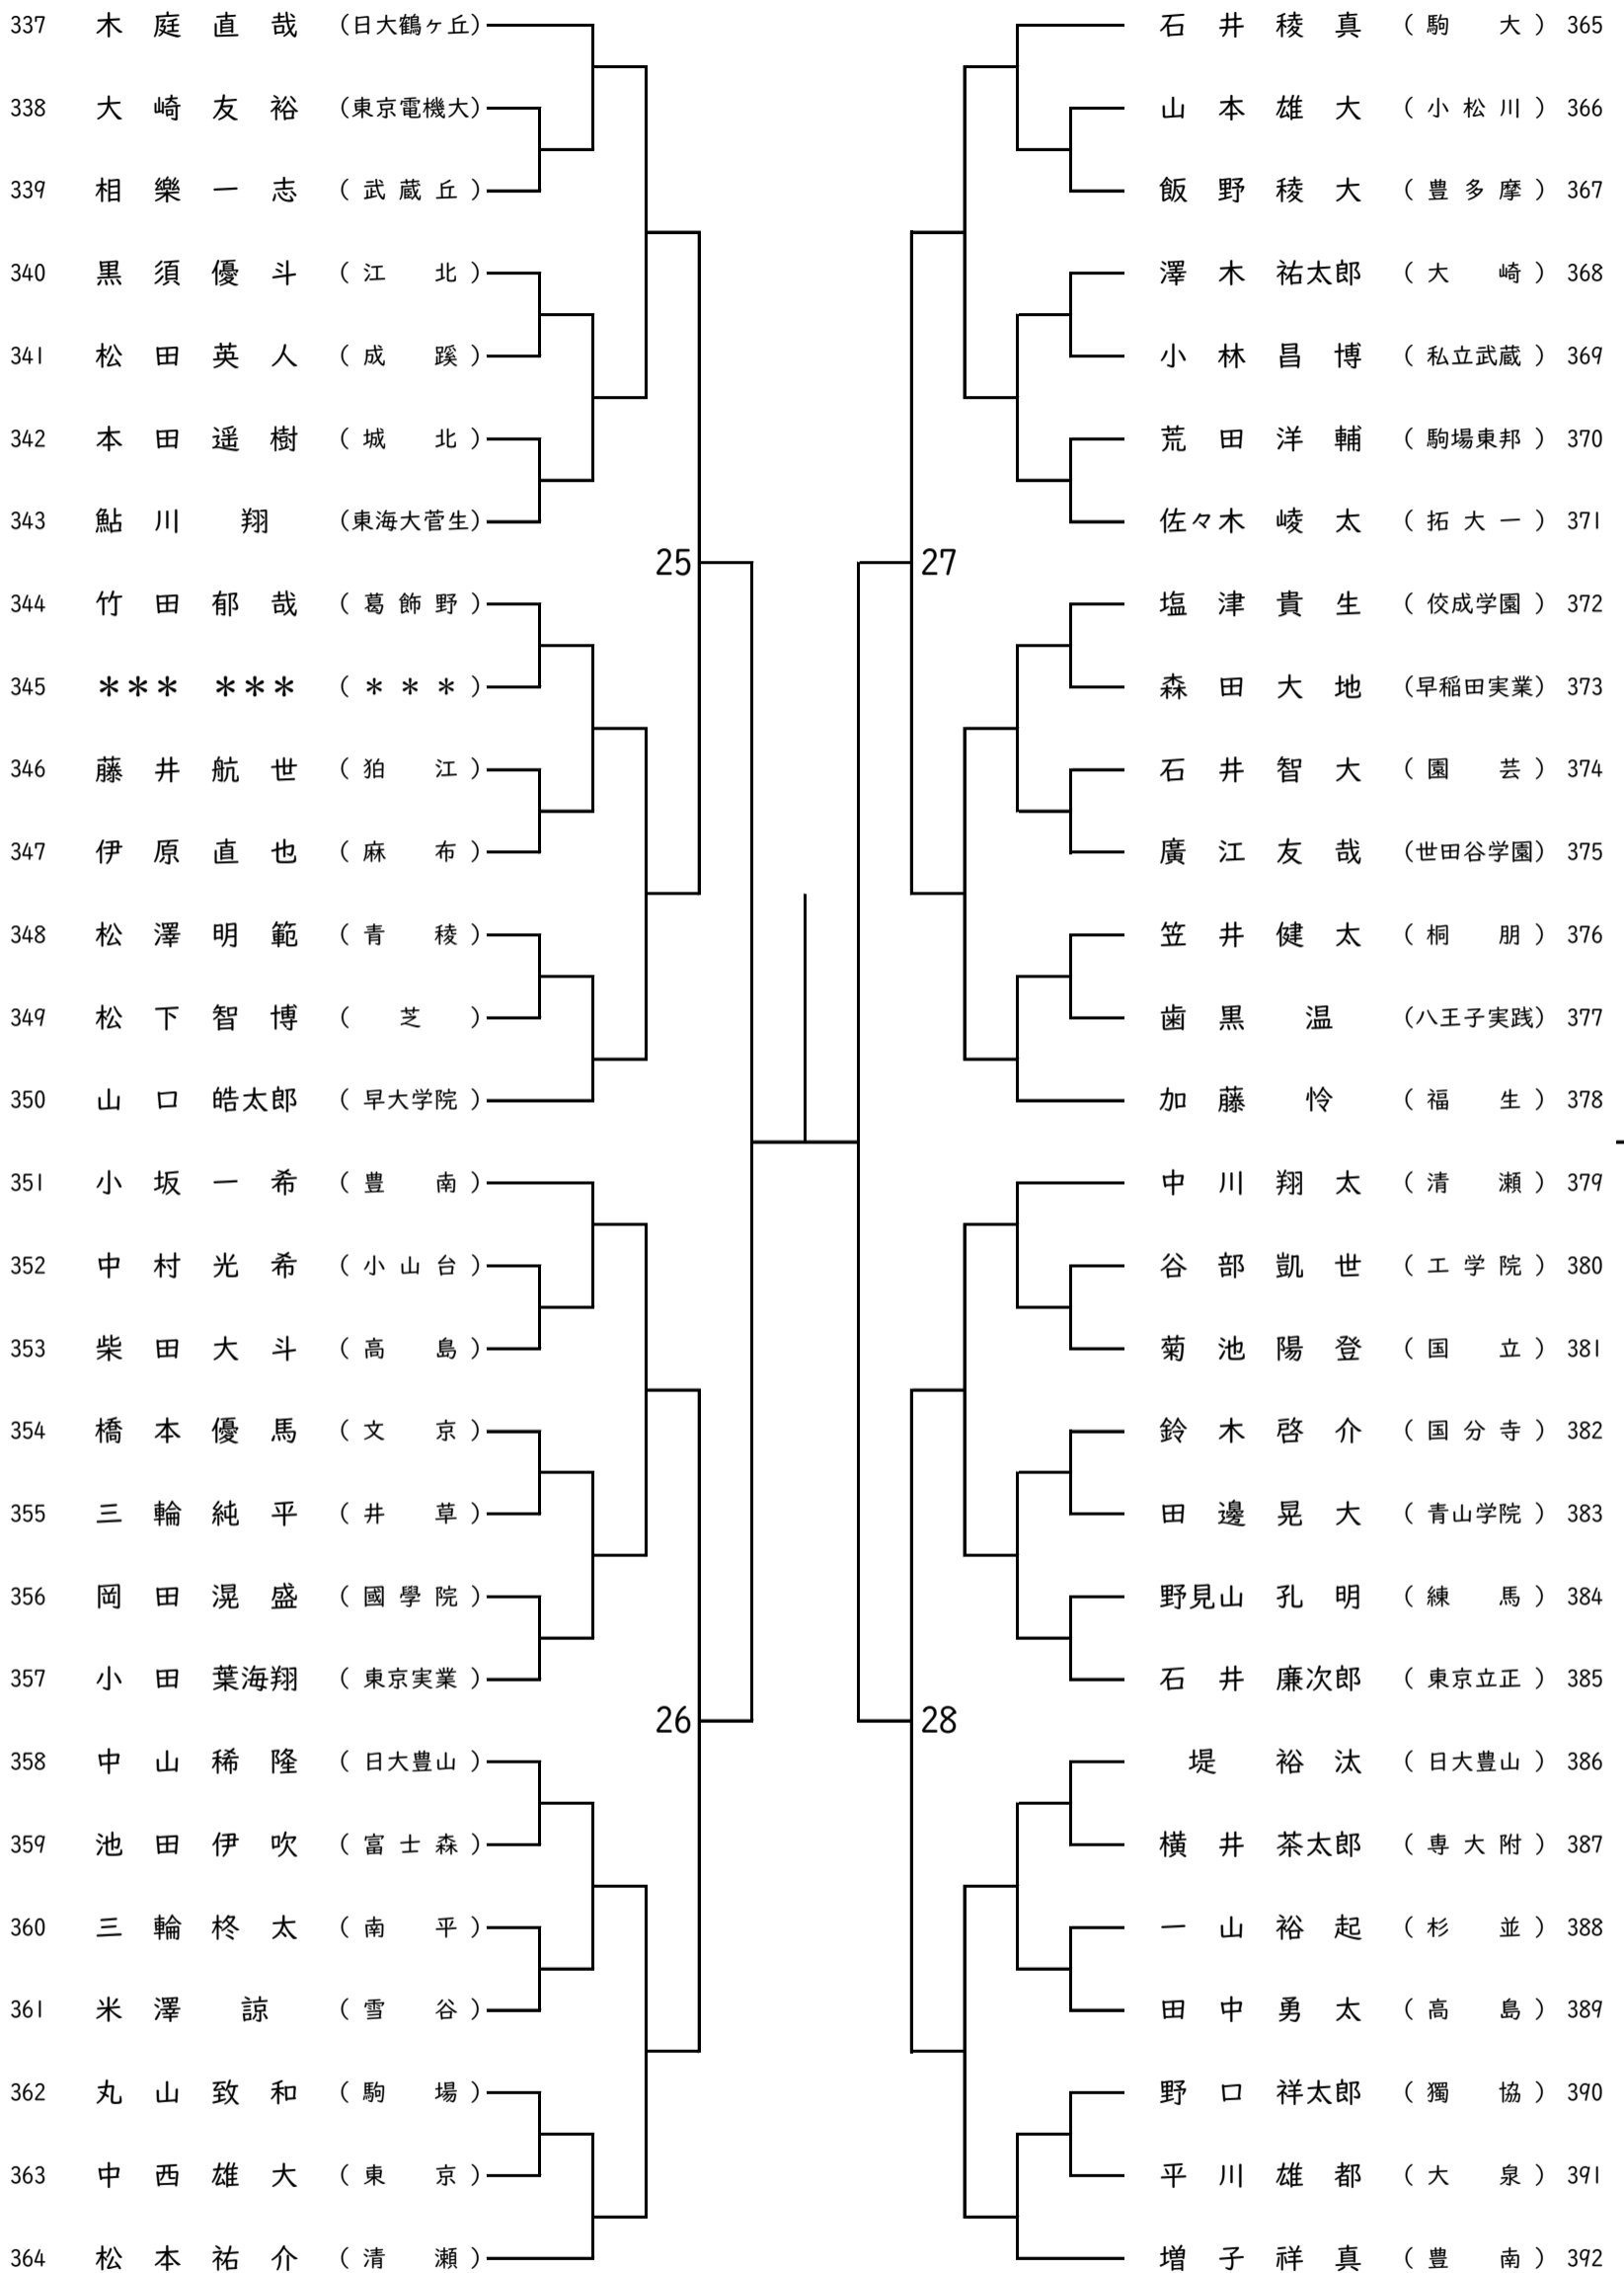 337 木庭直哉 (日大鶴ヶ丘)
338 大崎友裕 (東京電機大)
339 相樂一志 (武蔵丘)
340 黒須優斗 (江北)
341 松田英人 (成蹊)
342 本田遥樹 (城北)
343 鮎川翔 (東海大菅生)
344 竹田郁哉 (葛飾野)
345 *** *** (***)
346 藤井航世 (狛江)
347 伊原直也 (麻布)
348 松澤明範 (青稜)
349 松下智博 (芝)
350 山口皓太郎 (早大学院)
351 小坂一希 (豊南)
352 中村光希 (小山台)
353 柴田大斗 (高島)
354 橋本優馬 (文京)
355 三輪純平 (井草)
356 岡田滉盛 (國學院)
357 小田葉海翔 (東京実業)
358 中山稀隆 (日大豊山)
359 池田伊吹 (富士森)
360 三輪柊太 (南平)
361 米澤諒 (雪谷)
362 丸山致和 (駒場)
363 中西雄大 (東京)
364 松本祐介 (清瀬)
25
26
27
28
石井稜真 (駒大) 365
山本雄大 (小松川) 366
飯野稜大 (豊多摩) 367
澤木祐太郎 (大崎) 368
小林昌博 (私立武蔵) 369
荒田洋輔 (駒場東邦) 370
佐々木崚太 (拓大一) 371
塩津貴生 (佼成学園) 372
森田大地 (早稲田実業) 373
石井智大 (園芸) 374
廣江友哉 (世田谷学園) 375
笠井健太 (桐朋) 376
歯黒温 (八王子実践) 377
加藤怜 (福生) 378
中川翔太 (清瀬) 379
谷部凱世 (工学院) 380
菊池陽登 (国立) 381
鈴木啓介 (国分寺) 382
田邊晃大 (青山学院) 383
野見山孔明 (練馬) 384
石井廉次郎 (東京立正) 385
堤裕汰 (日大豊山) 386
横井茶太郎 (専大附) 387
一山裕起 (杉並) 388
田中勇太 (高島) 389
野口祥太郎 (獨協) 390
平川雄都 (大泉) 391
増子祥真 (豊南) 392